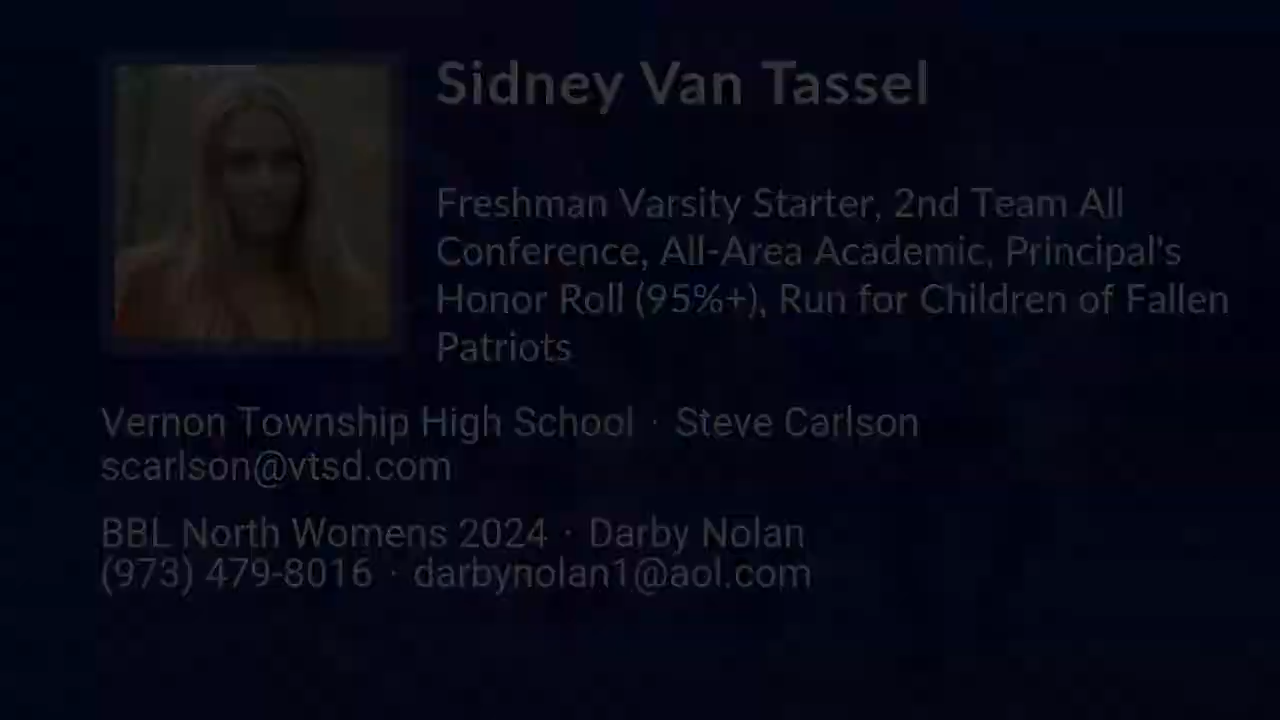 Sidney Van Tassel
Freshman Varsity Starter, 2nd Team All
Conference, All-Area Academic, Principal's
Honor Roll (95%+), Run for Children of Fallen
Patriots
Vernon Township High School · Steve Carlson
scarlson@vtsd.com
BBL North Womens 2024 · Darby Nolan
(973) 479-8016 · darbynolan1@aol.com